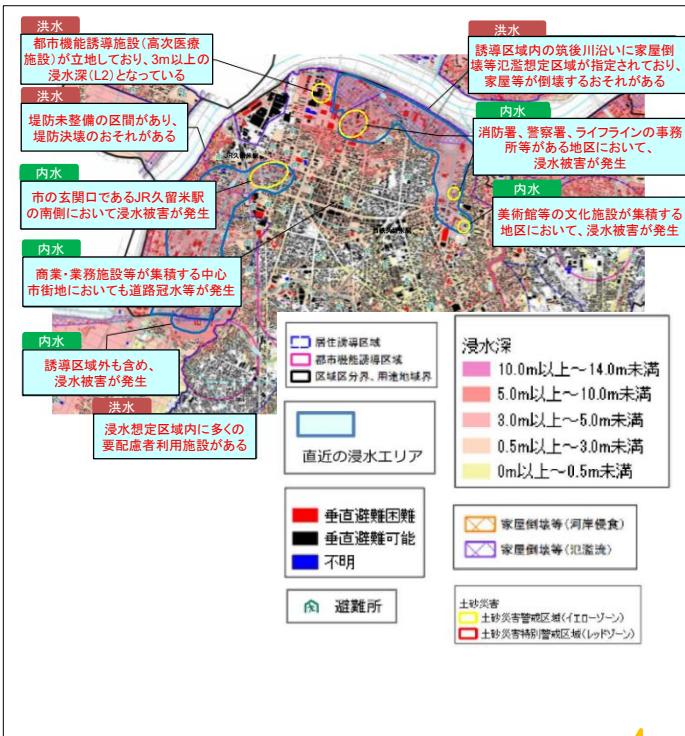 洪水
都市機能誘導施設(高次医療
施設)が立地しており、3m以上の
浸水深(L2)となっている
洪水
誘導区域内の筑後川沿いに家屋倒
壊等氾濫想定区域が指定されており、
家屋等が倒壊するおそれがある
洪水
堤防未整備の区間があり、
堤防決壊のおそれがある
内水
消防署、警察署、ライフラインの事務
所等がある地区において、
浸水被害が発生
JR久留米駅
内水
市の玄関口であるJR久留米駅
の南側において浸水被害が発生
内水
美術館等の文化施設が集積する
地区において、浸水被害が発生
内水
商業・業務施設等が集積する中心
市街地においても道路冠水等が発生
内水
誘導区域外も含め、
浸水被害が発生
洪水
浸水想定区域内に多くの
要配慮者利用施設がある
居住誘導区域
都市機能誘導区域
区域区分界、用途地域界
直近の浸水エリア
垂直避難困難
垂直避難可能
不明
避難所
浸水深
10.0m以上～14.0m未満
5.0m以上～10.0m未満
3.0m以上～5.0m未満
0.5m以上～3.0m未満
0m以上～0.5m未満
家屋倒壊等(河岸侵食)
家屋倒壊等(氾濫流)
土砂災害
土砂災害警戒区域(イエローゾーン)
土砂災害特別警戒区域(レッドゾーン)